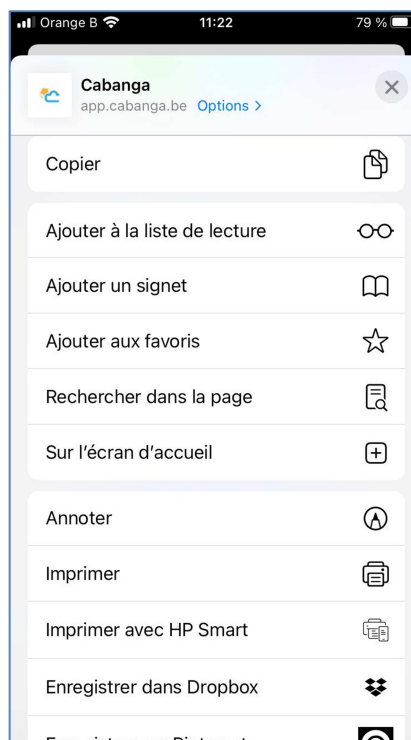 Orange B 11:22 79 %
Cabanga
app.cabanga.be Options >
Copier
Ajouter à la liste de lecture
Ajouter un signet
Ajouter aux favoris
Rechercher dans la page
Sur l'écran d'accueil
Annoter
Imprimer
Imprimer avec HP Smart
Enregistrer dans Dropbox